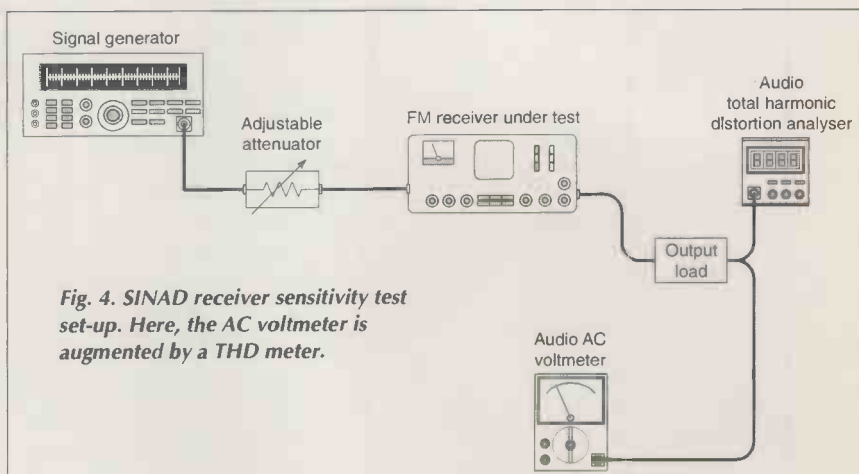 Signal generator
Adjustable
attenuator
FM receiver under test
Audio
total harmonic
distortion analyser
8888
Output
load
Audio AC
voltmeter
Fig. 4. SINAD receiver sensitivity test
set-up. Here, the AC voltmeter is
augmented by a THD meter.